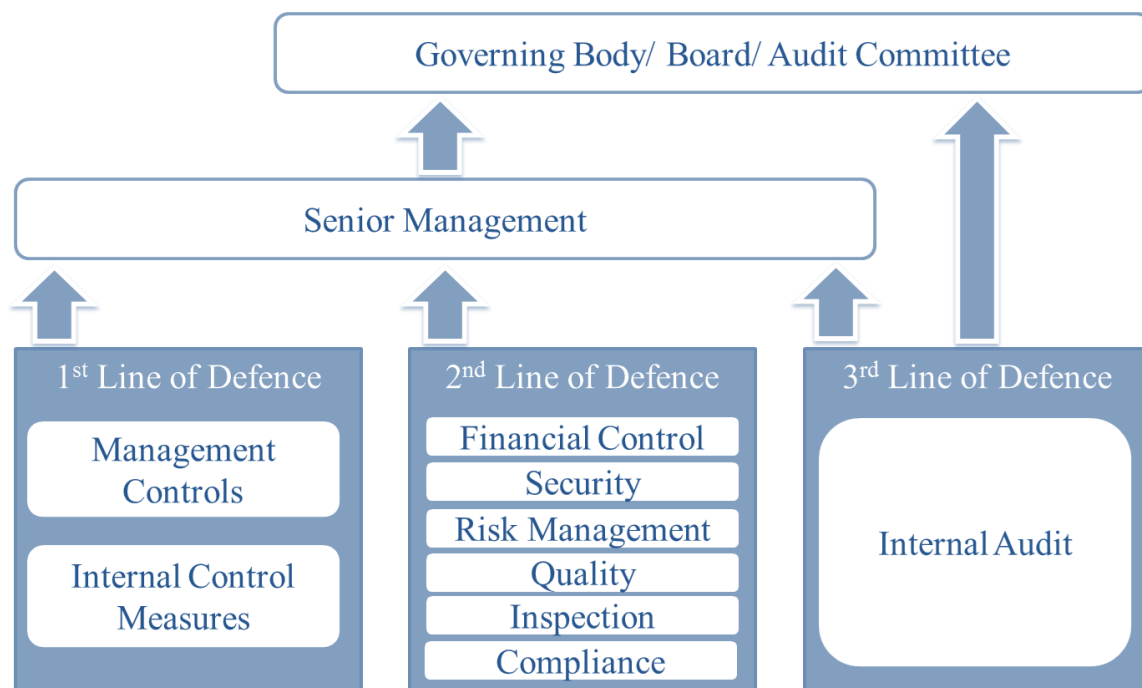 Governing Body/ Board/ Audit Committee
Senior Management
1st Line of Defence
Management
Controls
Internal Control
Measures
2nd Line of Defence
Financial Control
Security
Risk Management
Quality
Inspection
Compliance
3rd Line of Defence
Internal Audit